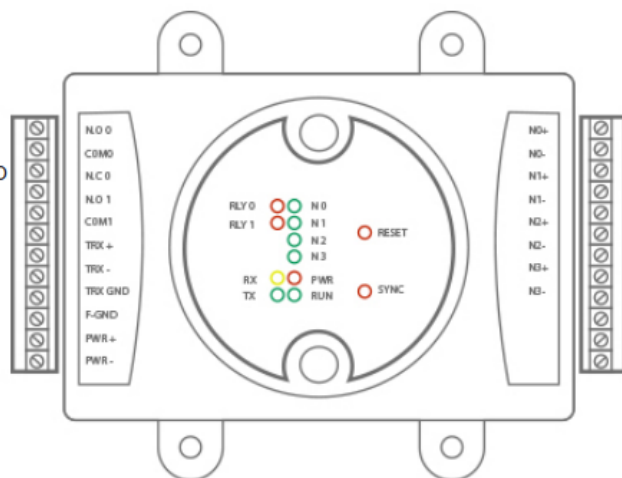 N.O 0
COM0
N.C 0
N.O 1
COM1
TRX +
TRX -
TRX GND
F-GND
PWR +
PWR -
RLY 0 N 0
RLY 1 N 1
N 2
N 3
RX PWR
TX RUN
RESET
SYNC
N0+
N0-
N1+
N1-
N2+
N2-
N3+
N3-